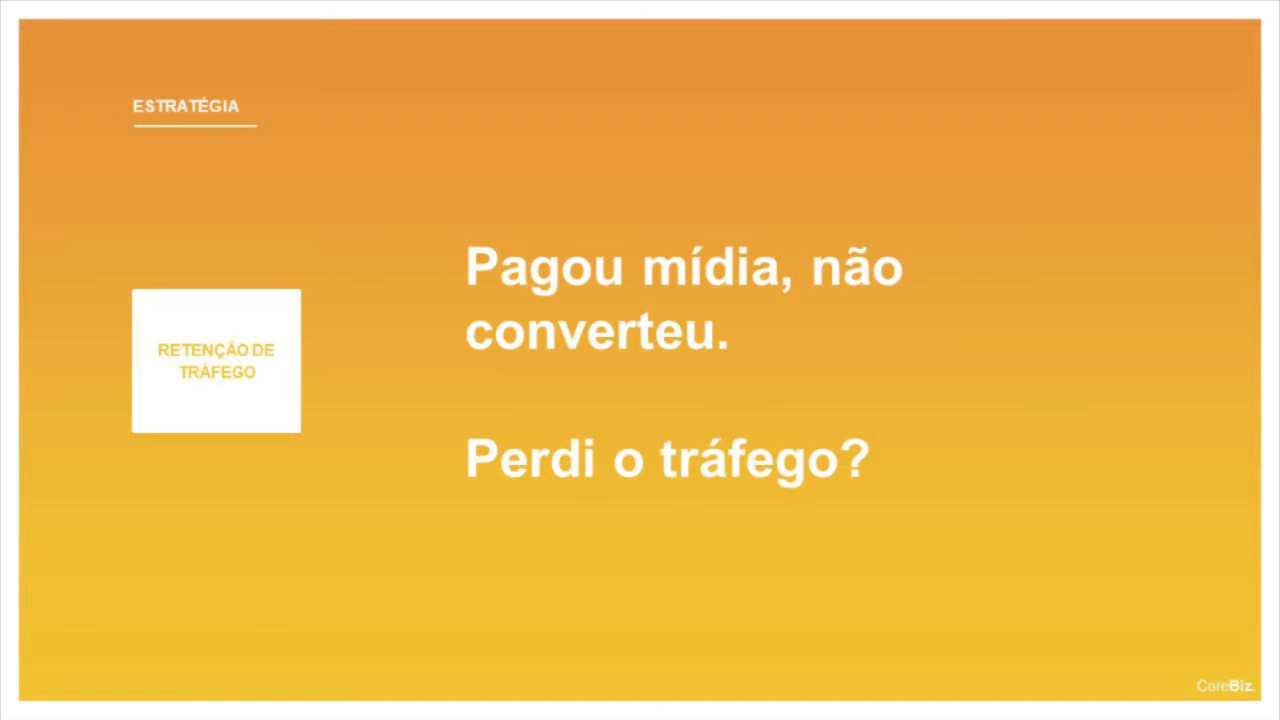 ESTRATÉGIA
RETENÇÃO DE
TRÁFEGO
Pagou mídia, não
converteu.
Perdi o tráfego?
CoreBiz.